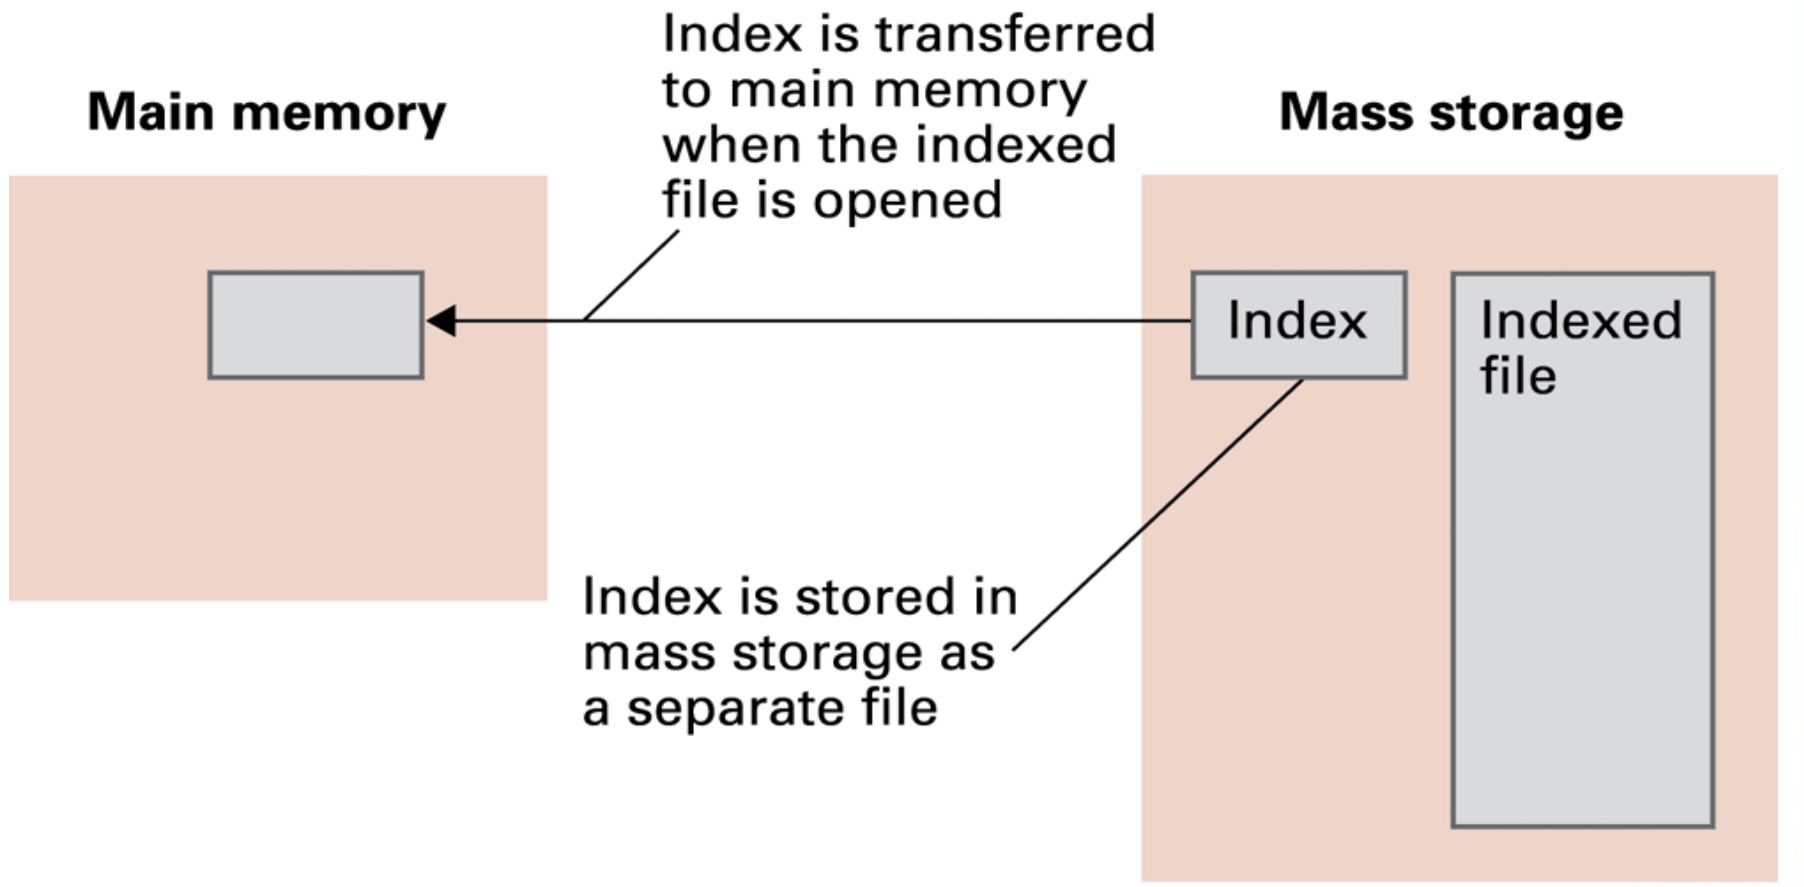 Main memory
Index is transferred
to main memory
when the indexed
file is opened
Mass storage
Index
Indexed
file
Index is stored in
mass storage as
a separate file